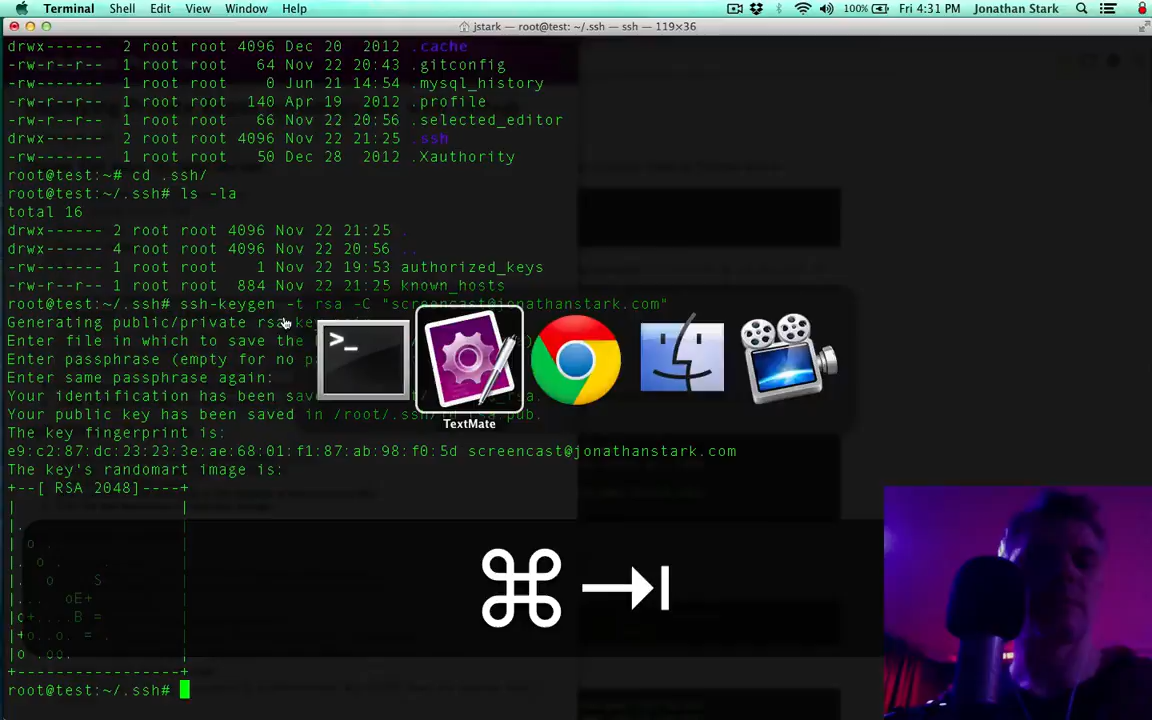 Terminal Shell Edit View Window Help 100% Fri 4:31 PM Jonathan Stark
jstark — root@test: ~/.ssh — ssh — 119×36
drwx------ 2 root root 4096 Dec 20 2012 .cache
-rw-r--r-- 1 root root 64 Nov 22 20:43 .gitconfig
-rw-r--r-- 1 root root 0 Jun 21 14:54 .mysql_history
-rw-r--r-- 1 root root 140 Apr 19 2012 .profile
-rw-r--r-- 1 root root 66 Nov 22 20:56 .selected_editor
drwx------ 2 root root 4096 Nov 22 21:25 .ssh
-rw------- 1 root root 50 Dec 28 2012 .Xauthority
root@test:~# cd .ssh/
root@test:~/.ssh# ls -la
total 16
drwx------ 2 root root 4096 Nov 22 21:25 .
drwx------ 4 root root 4096 Nov 22 20:56 ..
-rw-r--r-- 1 root root 1 Nov 22 19:53 authorized_keys
-rw-r--r-- 1 root root 884 Nov 22 21:25 known_hosts
root@test:~/.ssh# ssh-keygen -t rsa -C "screencast@jonathanstark.com"
Generating public/private rsa
Enter file in which to save the
Enter passphrase (empty for no
Enter same passphrase again:
Your identification has been
Your public key has been saved in /root/.ssh/id_rsa.pub.
The key fingerprint is:
e9:c2:87:dc:23:23:3e:ae:68:01:f1:87:ab:98:f0:5d screencast@jonathanstark.com
The key's randomart image is:
+--[ RSA 2048]----+
| |
|. |
| o . |
| . o . . |
| . o S |
|... oE+ |
|o+....B = |
|+o..o. = . |
|o .oo. |
+-----------------+
root@test:~/.ssh#
>_
TextMate
⌘ ⇥